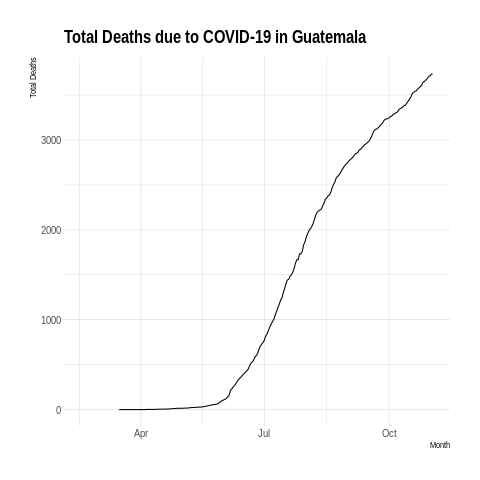 Total Deaths due to COVID-19 in Guatemala
Total Deaths
3000
2000
1000
0
Apr Jul Oct
Month